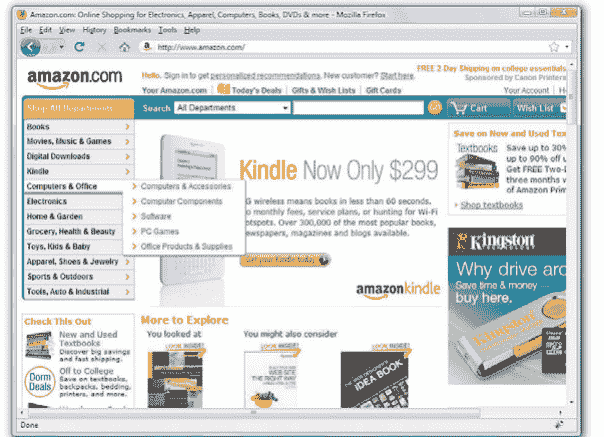 Amazon.com: Online Shopping for Electronics, Apparel, Computers, Books, DVDs & more - Mozilla Firefox
File Edit View History Bookmarks Tools Help
http://www.amazon.com/
amazon.com
Hello. Sign in to get personalized recommendations. New customer? Start here.
FREE 2-Day Shipping on college essentials
Sponsored by Canon Printers
Your Amazon.com
Today's Deals
Gifts & Wish Lists
Gift Cards
Your Account
Shop All Departments
Search
All Departments
GO
Cart
Wish List
Books
Movies, Music & Games
Digital Downloads
Kindle
Computers & Office
Electronics
Home & Garden
Grocery, Health & Beauty
Toys, Kids & Baby
Apparel, Shoes & Jewelry
Sports & Outdoors
Tools, Auto & Industrial
Computers & Accessories
Computer Components
Software
PC Games
Office Products & Supplies
Kindle Now Only $299
G wireless means books in less than 60 seconds.
o monthly fees, service plans, or hunting for Wi-Fi
otspots. Over 300,000 of the most popular books,
ewspapers, magazines and blogs available.
amazonkindle
Save on New and Used Text
Textbooks
Save up to 30%
up to 90% off u
Get FREE Two-D
three months v
of Amazon Prim
Shop textbooks
Kingston
Why drive aro
Save time & money —
buy here.
Check This Out
New and Used
Textbooks
Discover big savings
and fast shipping.
Dorm
Deals
Off to College
Save on textbooks,
backpacks, bedding,
printers, and more.
More to Explore
You looked at
You might also consider
LOOK INSIDE!
LOOK INSIDE!
LOOK INSIDE!
IDEA BOOK
Done